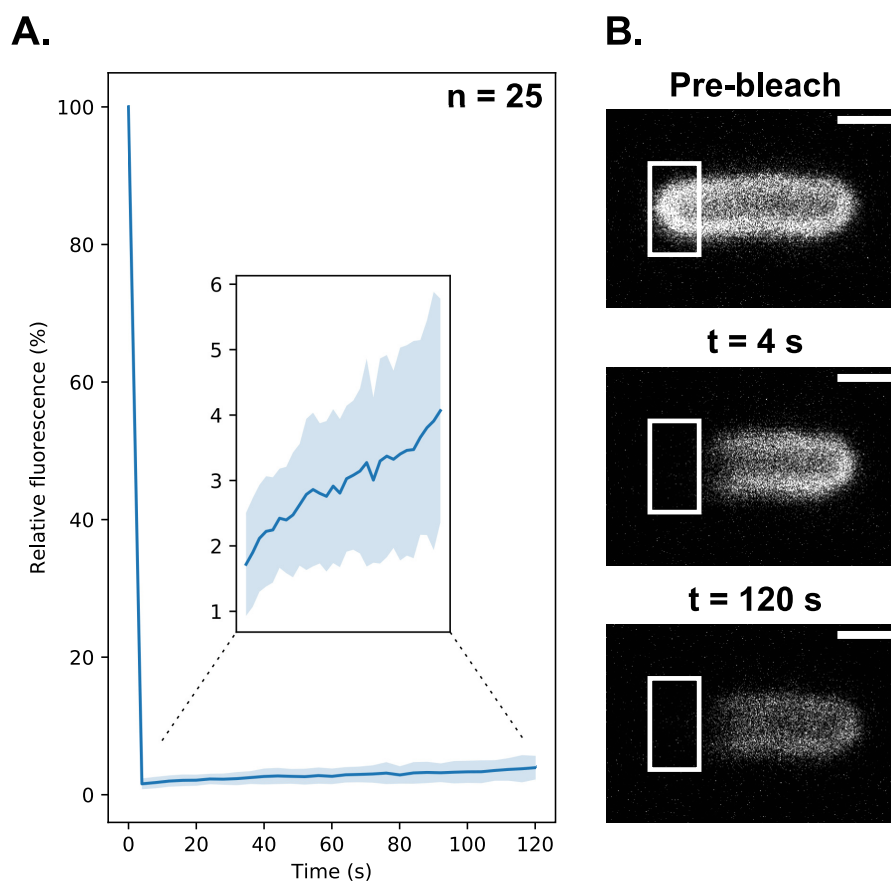 A.
n = 25
100
80
60
40
20
0
Relative fluorescence (%)
6
5
4
3
2
1
0 20 40 60 80 100 120
Time (s)
B.
Pre-bleach
t = 4 s
t = 120 s